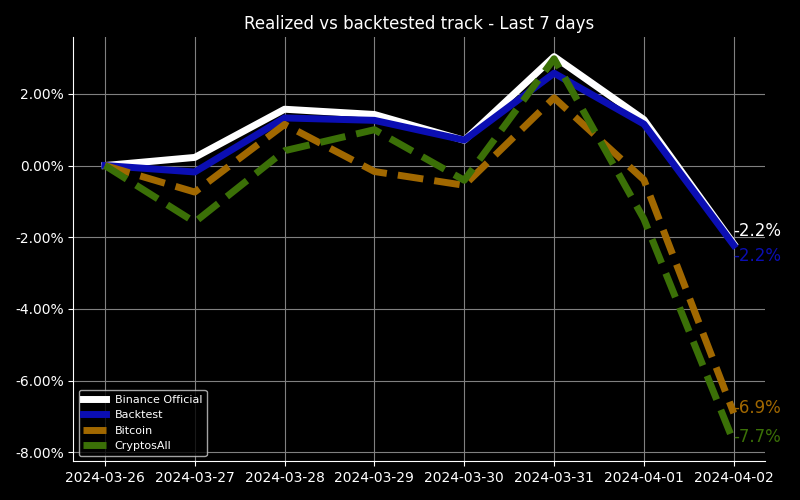 Realized vs backtested track - Last 7 days
2.00%
0.00%
-2.00%
-4.00%
-6.00%
-8.00%
-2.2%
-2.2%
-6.9%
-7.7%
Binance Official
Backtest
Bitcoin
CryptosAll
2024-03-26 2024-03-27 2024-03-28 2024-03-29 2024-03-30 2024-03-31 2024-04-01 2024-04-02